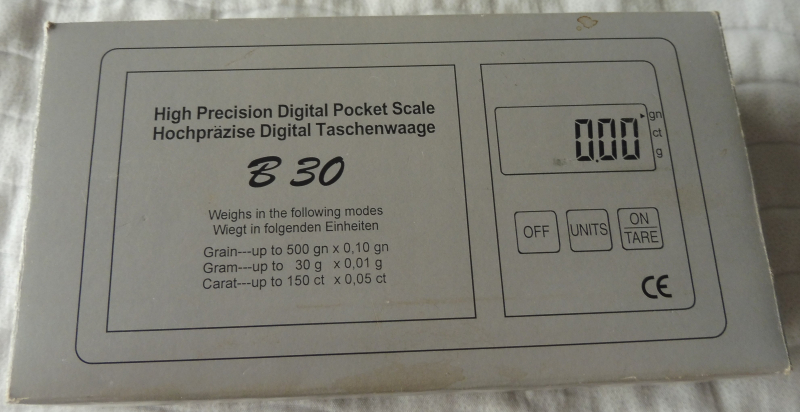 High Precision Digital Pocket Scale
Hochpräzise Digital Taschenwaage
B 30
Weighs in the following modes
Wiegt in folgenden Einheiten
Grain---up to 500 gn x 0,10 gn
Gram---up to 30 g x 0,01 g
Carat---up to 150 ct x 0,05 ct
0.00
gn
ct
g
OFF
UNITS
ON
TARE
CE